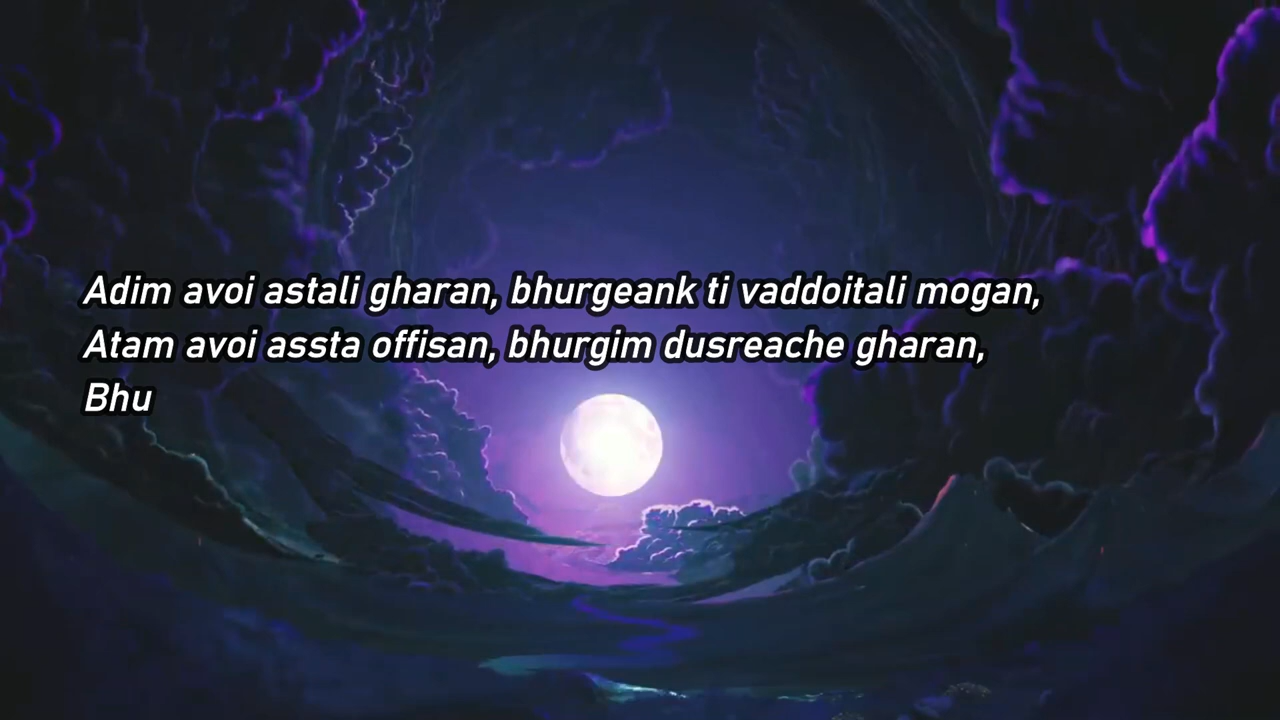 Adim avoi astali gharan, bhurgeank ti vaddoitali mogan,
Atam avoi assta offisan, bhurgim dusreache gharan,
Bhu